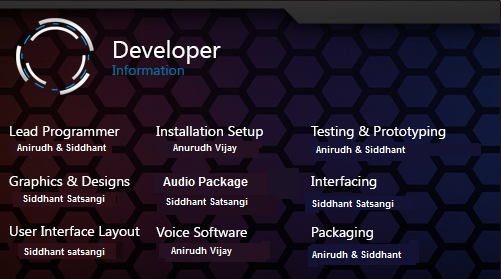 Developer
Information
Lead Programmer
Anirudh & Siddhant
Installation Setup
Anurudh Vijay
Testing & Prototyping
Anirudh & Siddhant
Graphics & Designs
Siddhant Satsangi
Audio Package
Siddhant Satsangi
Interfacing
Siddhant Satsangi
User Interface Layout
Siddhant satsangi
Voice Software
Anirudh Vijay
Packaging
Anirudh & Siddhant